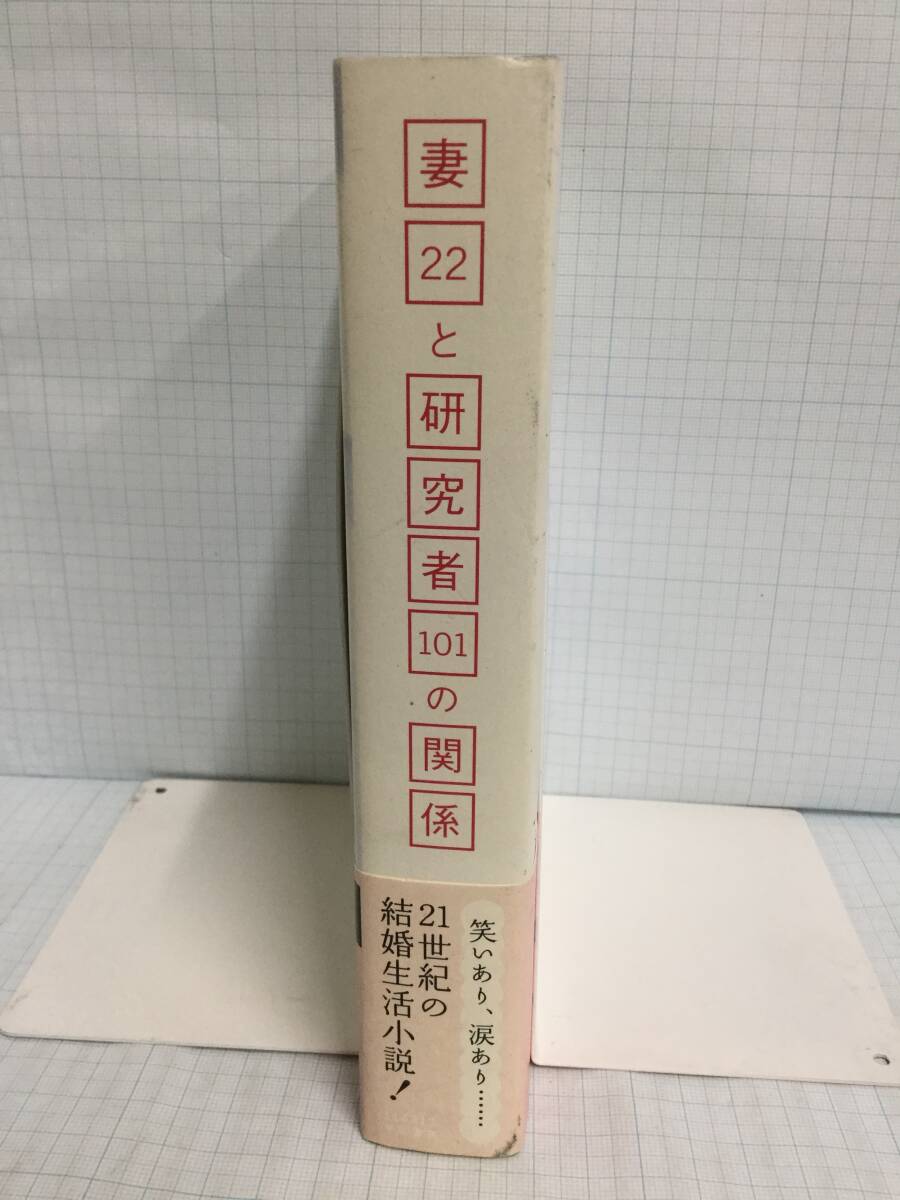 妻22と研究者101の関係
笑いあり、涙あり……
21世紀の
結婚生活小説!